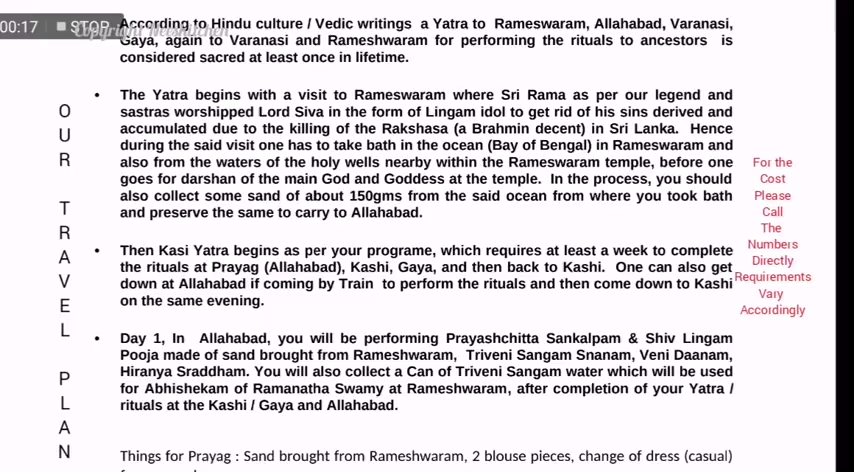 00:17 STOP
According to Hindu culture / Vedic writings a Yatra to Rameswaram, Allahabad, Varanasi,
Gaya, again to Varanasi and Rameshwaram for performing the rituals to ancestors is
considered sacred at least once in lifetime.
• The Yatra begins with a visit to Rameswaram where Sri Rama as per our legend and
sastras worshipped Lord Siva in the form of Lingam idol to get rid of his sins derived and
accumulated due to the killing of the Rakshasa (a Brahmin decent) in Sri Lanka. Hence
during the said visit one has to take bath in the ocean (Bay of Bengal) in Rameswaram and
also from the waters of the holy wells nearby within the Rameswaram temple, before one
goes for darshan of the main God and Goddess at the temple. In the process, you should
also collect some sand of about 150gms from the said ocean from where you took bath
and preserve the same to carry to Allahabad.
• Then Kasi Yatra begins as per your programe, which requires at least a week to complete
the rituals at Prayag (Allahabad), Kashi, Gaya, and then back to Kashi. One can also get
down at Allahabad if coming by Train to perform the rituals and then come down to Kashi
on the same evening.
• Day 1, In Allahabad, you will be performing Prayashchitta Sankalpam & Shiv Lingam
Pooja made of sand brought from Rameshwaram, Triveni Sangam Snanam, Veni Daanam,
Hiranya Sraddham. You will also collect a Can of Triveni Sangam water which will be used
for Abhishekam of Ramanatha Swamy at Rameshwaram, after completion of your Yatra /
rituals at the Kashi / Gaya and Allahabad.
Things for Prayag : Sand brought from Rameshwaram, 2 blouse pieces, change of dress (casual)
O
U
R
T
R
A
V
E
L
P
L
A
N
For the
Cost
Please
Call
The
Numbers
Directly
Requirements
Vary
Accordingly
Copyright